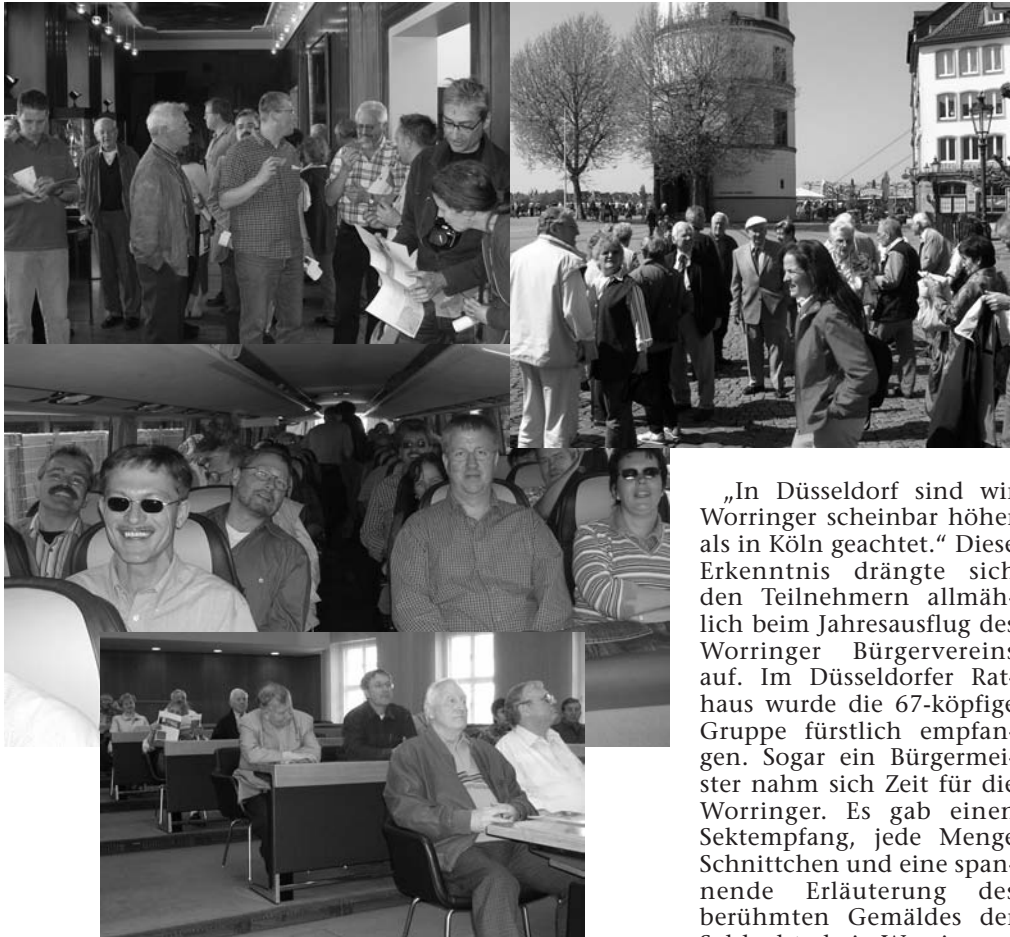 „In Düsseldorf sind wir
Worringer scheinbar höher
als in Köln geachtet.“ Diese
Erkenntnis drängte sich
den Teilnehmern allmäh-
lich beim Jahresausflug des
Worringer Bürgervereins
auf. Im Düsseldorfer Rat-
haus wurde die 67-köpfige
Gruppe fürstlich empfan-
gen. Sogar ein Bürgermei-
ster nahm sich Zeit für die
Worringer. Es gab einen
Sektempfang, jede Menge
Schnittchen und eine span-
nende Erläuterung des
berühmten Gemäldes der